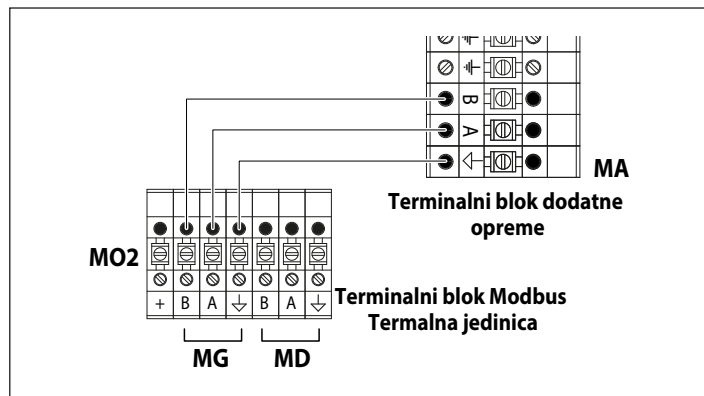 B
A
MA
Terminalni blok dodatne
opreme
MO2
+ B A B A
Terminalni blok Modbus
Termalna jedinica
MG MD